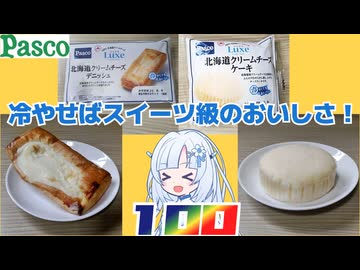 Pasco
Pasco
Luxe
北海道クリームチーズ
デニッシュ
Pasco
Luxe
北海道クリームチーズ
ケーキ
冷やせばスイーツ級のおいしさ！
100